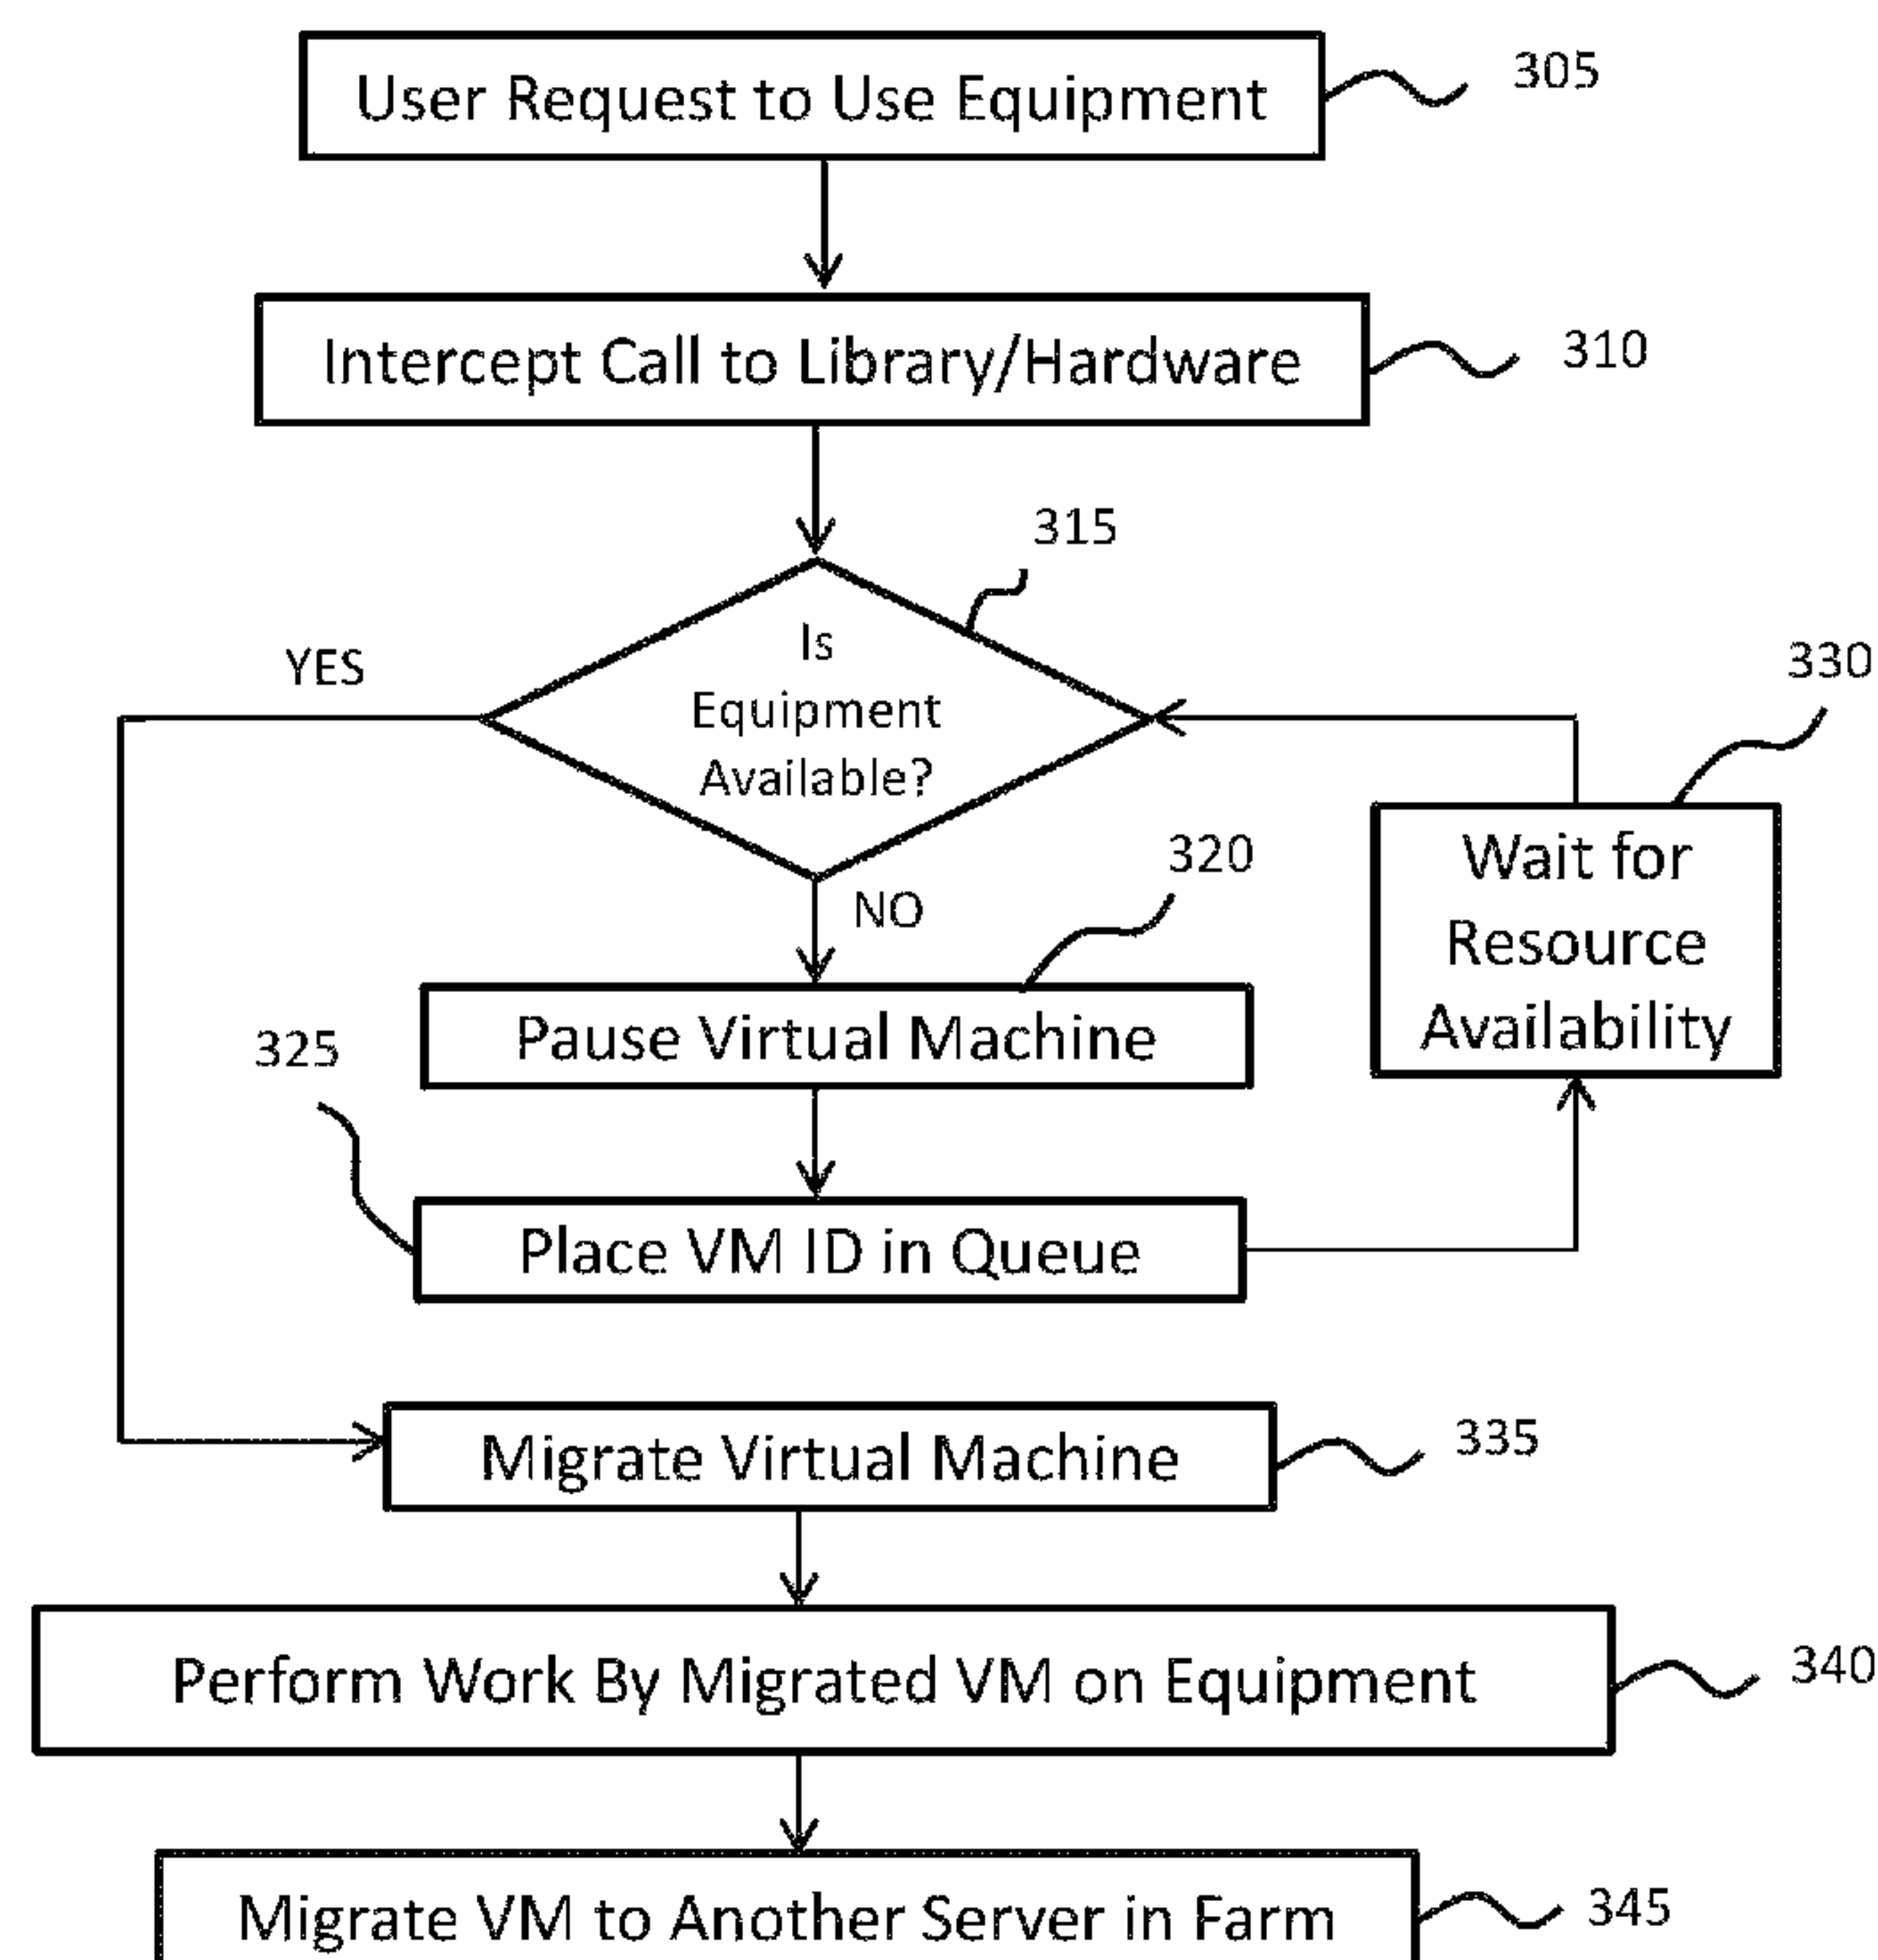 User Request to Use Equipment
305
Intercept Call to Library/Hardware
310
315
Is
Equipment
Available?
YES
NO
330
Wait for
Resource
Availability
320
Pause Virtual Machine
325
Place VM ID in Queue
Migrate Virtual Machine
335
Perform Work By Migrated VM on Equipment
340
Migrate VM to Another Server in Farm
345